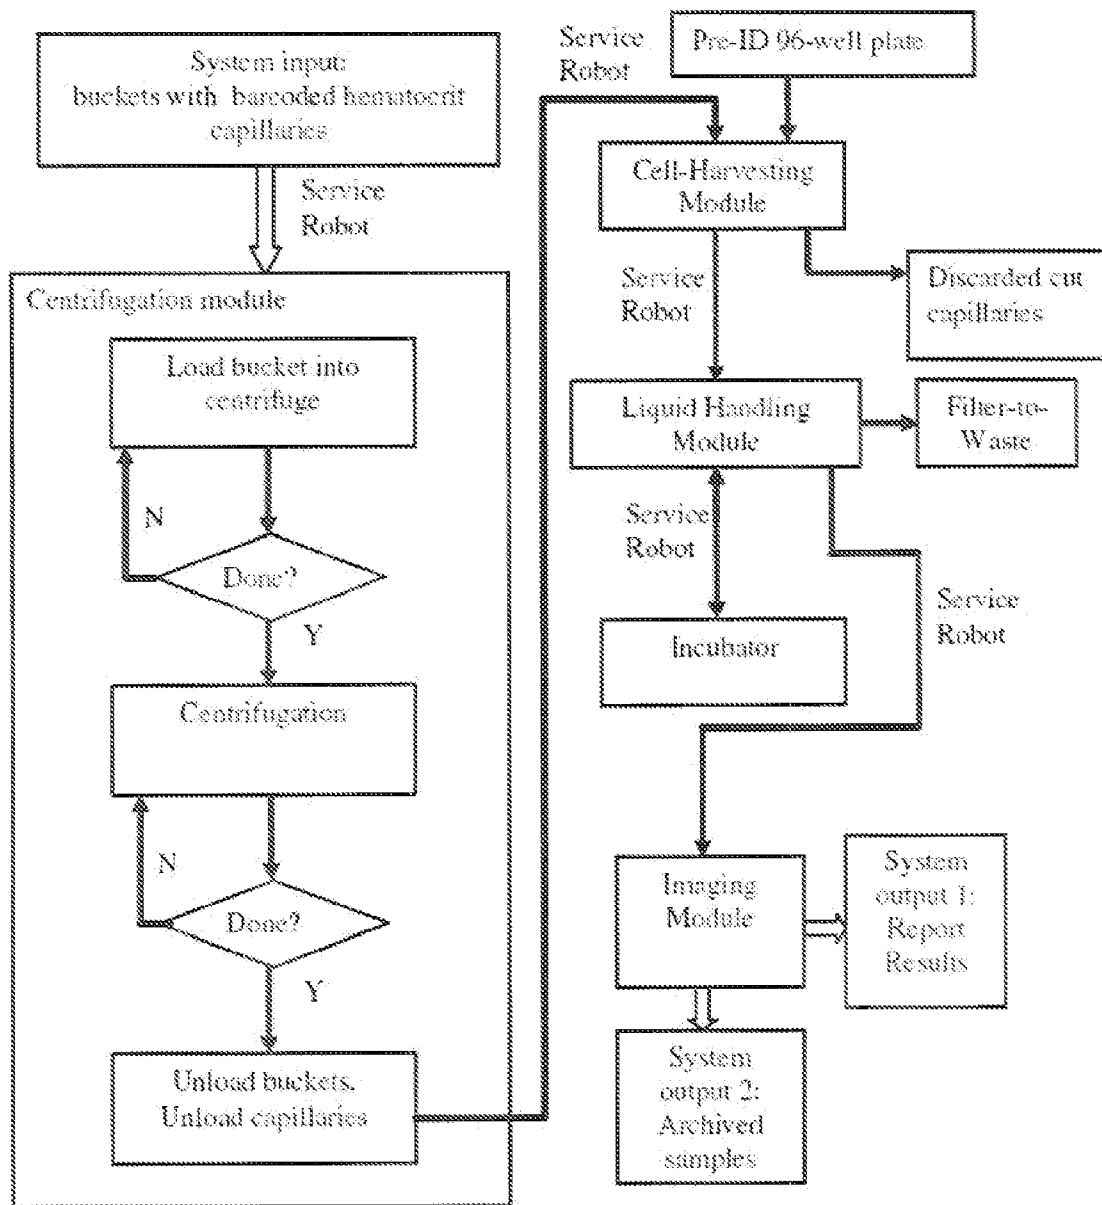 System input:
buckets with barcoded hematocrit
capillaries
Service
Robot
Centrifugation module
Load bucket into
centrifuge
N
Done?
Y
Centrifugation
N
Done?
Y
Unload buckets,
Unload capillaries
Service
Robot
Pre-ID 96-well plate
Cell-Harvesting
Module
Service
Robot
Discarded cut
capillaries
Liquid Handling
Module
Filter-to-
Waste
Service
Robot
Incubator
Service
Robot
Imaging
Module
System
output 1:
Report
Results
System
output 2:
Archived
samples